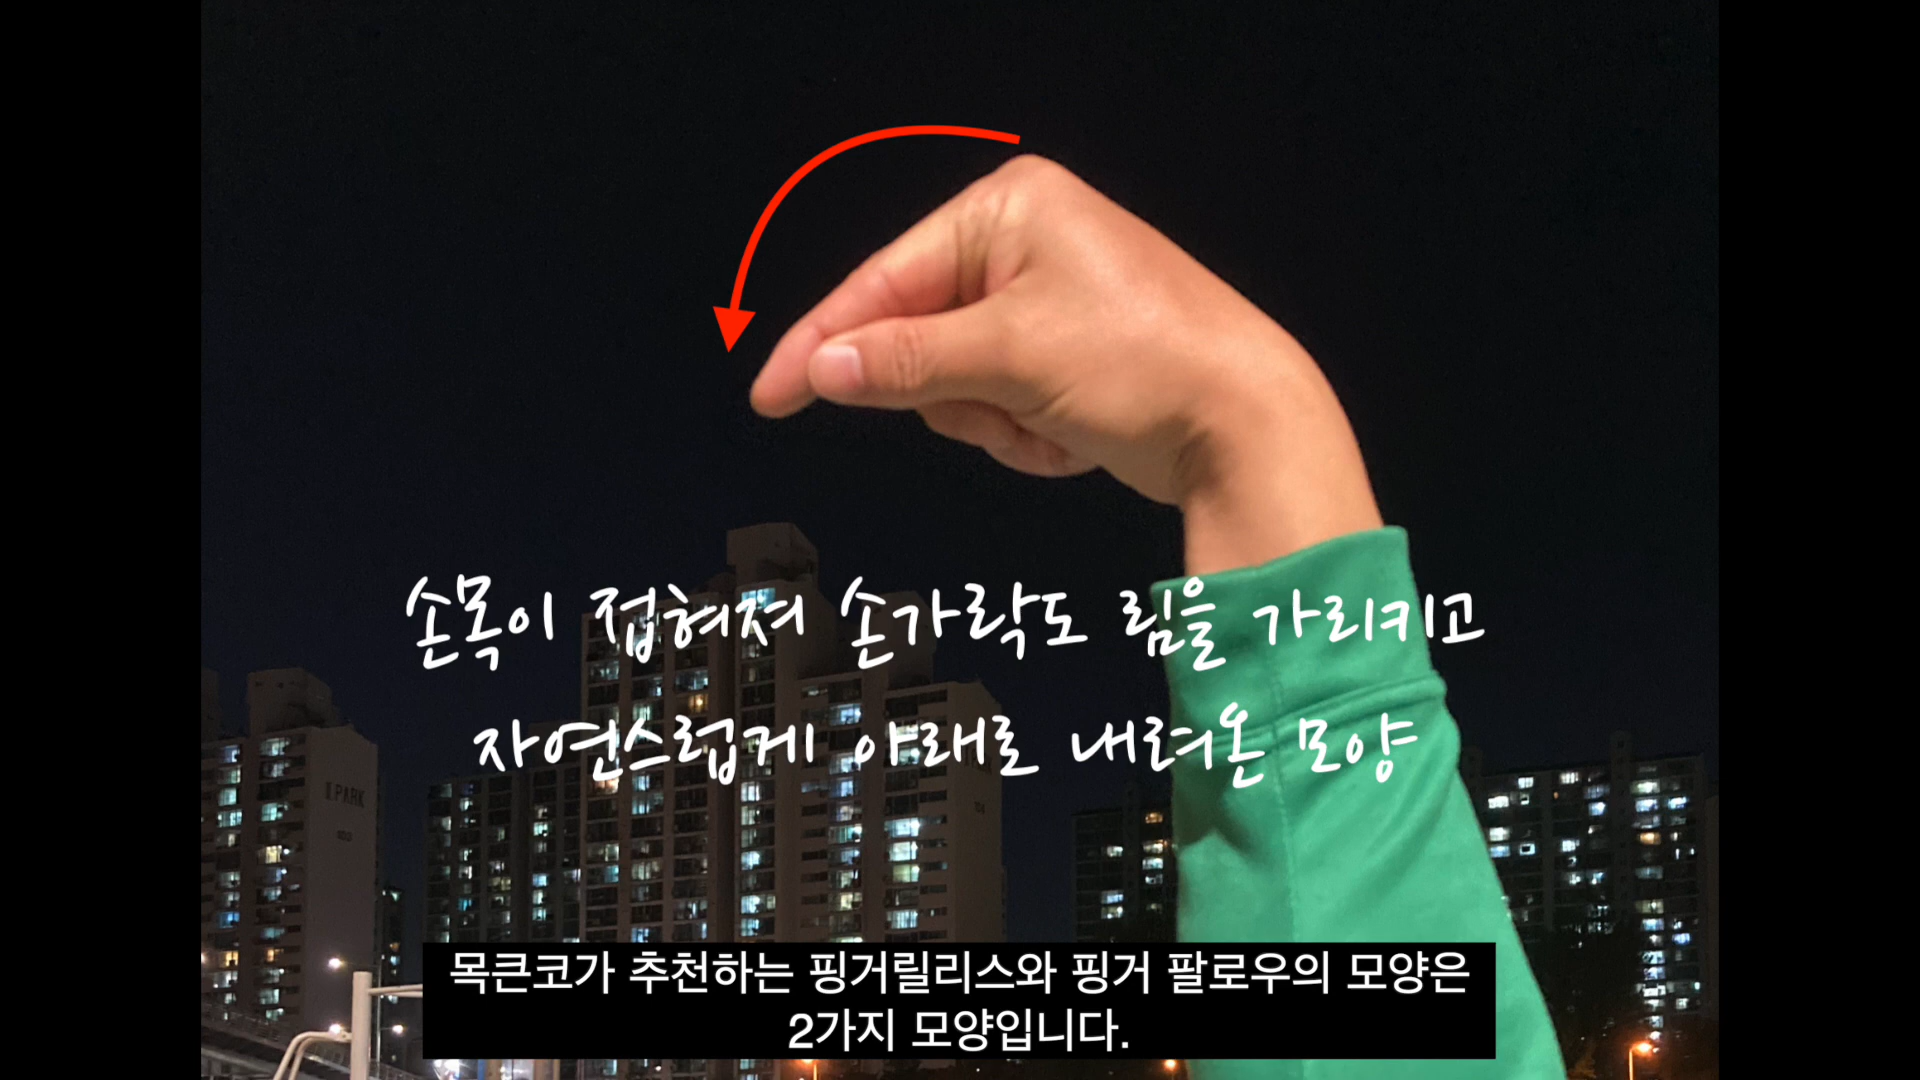 손목이 접혀져 손가락도 림을 가리키고
자연스럽게 아래로 내려온 모양
I'PARK
403
목큰코가 추천하는 핑거릴리스와 핑거 팔로우의 모양은
2가지 모양입니다.